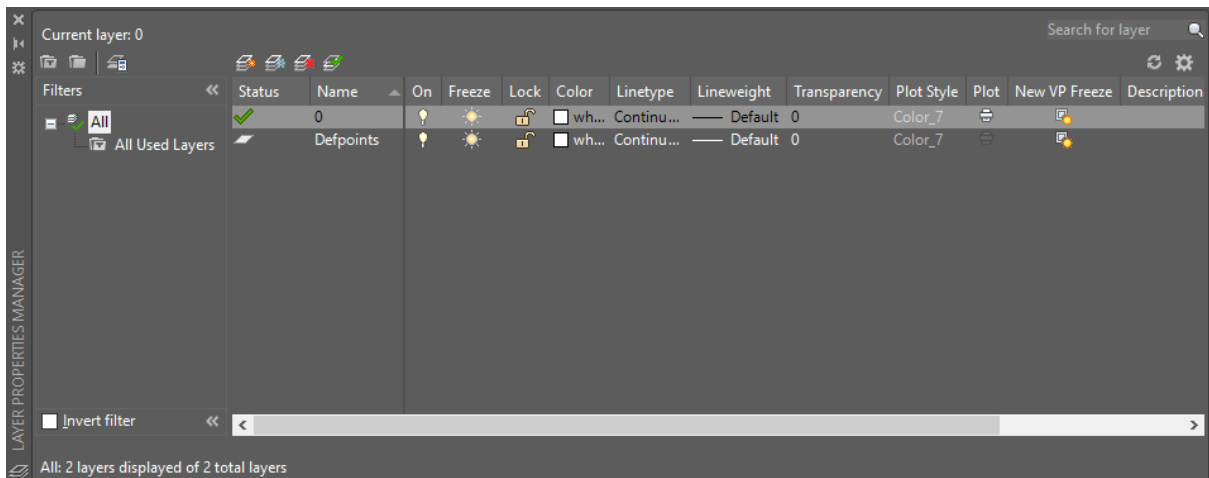 Current layer: 0
Search for layer
Filters
Status Name On Freeze Lock Color Linetype Lineweight Transparency Plot Style Plot New VP Freeze Description
All
0 wh... Continu... Default 0 Color_7
All Used Layers
Defpoints wh... Continu... Default 0 Color_7
LAYER PROPERTIES MANAGER
Invert filter
All: 2 layers displayed of 2 total layers